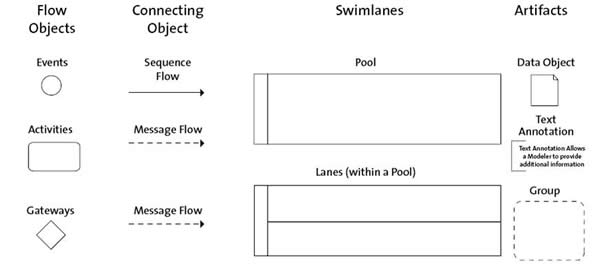 Flow
Objects
Connecting
Object
Swimlanes
Artifacts
Events
Sequence
Flow
Pool
Data Object
Activities
Message Flow
Text
Annotation
Text Annotation Allows
a Modeler to provide
additional information
Lanes (within a Pool)
Gateways
Message Flow
Group